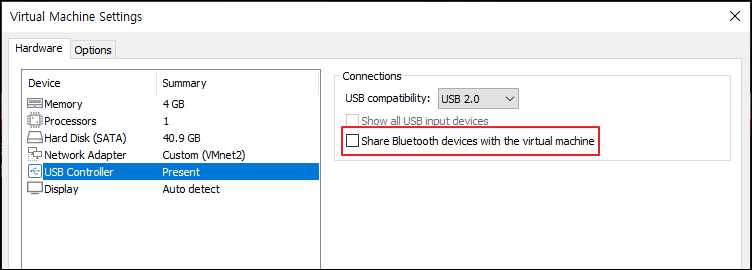 Virtual Machine Settings
Hardware Options
Device Summary
Memory 4 GB
Processors 1
Hard Disk (SATA) 40.9 GB
Network Adapter Custom (VMnet2)
USB Controller Present
Display Auto detect
Connections
USB compatibility: USB 2.0
Show all USB input devices
Share Bluetooth devices with the virtual machine